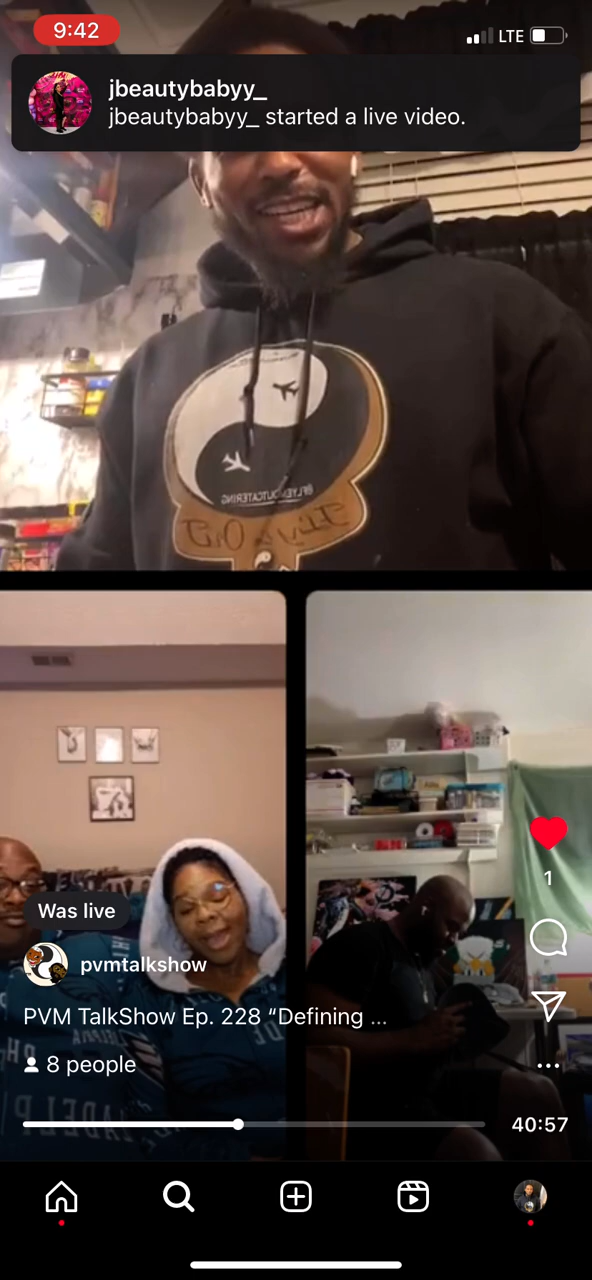 9:42
LTE
jbeautybabyy_
jbeautybabyy_ started a live video.
@FLYEMOUTCATERING
Was live
pvmtalkshow
PVM TalkShow Ep. 228 “Defining ...
8 people
1
40:57